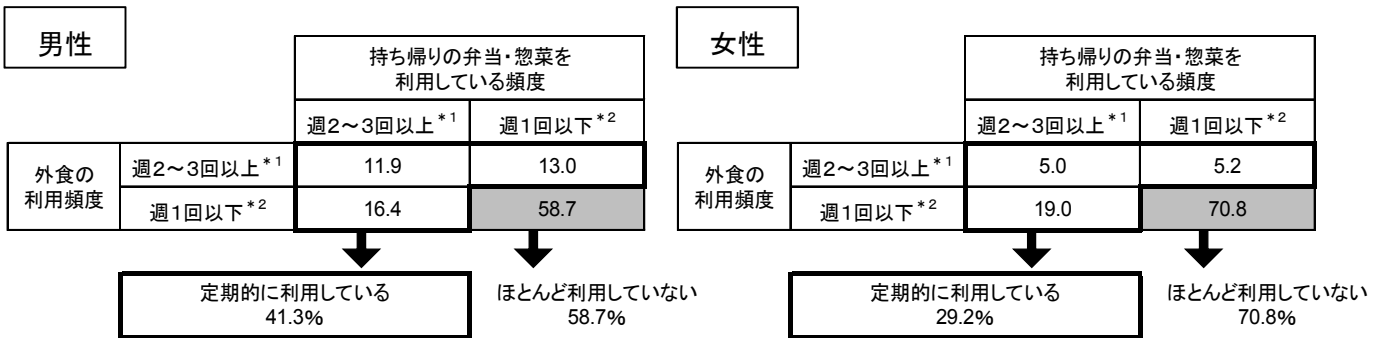 男性
持ち帰りの弁当・惣菜を
利用している頻度
週2～3回以上*1 週1回以下*2
外食の
利用頻度
週2～3回以上*1 11.9 13.0
週1回以下*2 16.4 58.7
定期的に利用している
41.3%
ほとんど利用していない
58.7%
女性
持ち帰りの弁当・惣菜を
利用している頻度
週2～3回以上*1 週1回以下*2
外食の
利用頻度
週2～3回以上*1 5.0 5.2
週1回以下*2 19.0 70.8
定期的に利用している
29.2%
ほとんど利用していない
70.8%